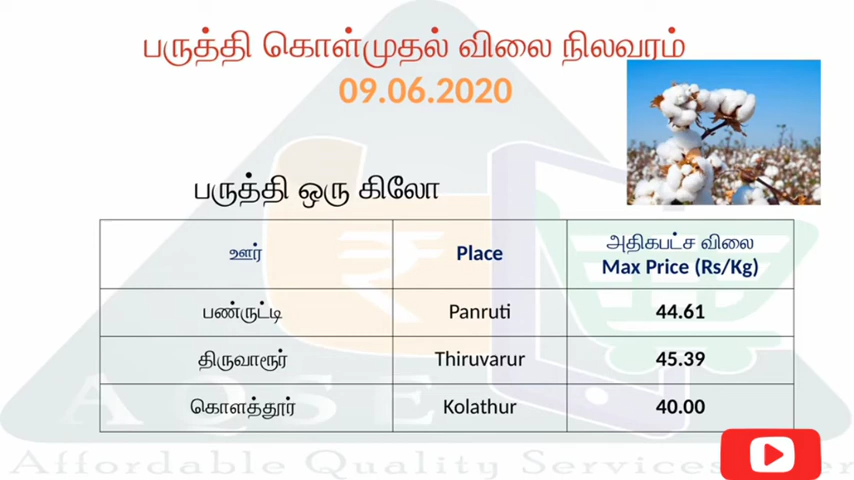 பருத்தி கொள்முதல் விலை நிலவரம்
09.06.2020
பருத்தி ஒரு கிலோ
ஊர் Place அதிகபட்ச விலை
Max Price (Rs/Kg)
பண்ருட்டி Panruti 44.61
திருவாரூர் Thiruvarur 45.39
கொளத்தூர் Kolathur 40.00
AQSE
Affordable Quality Services